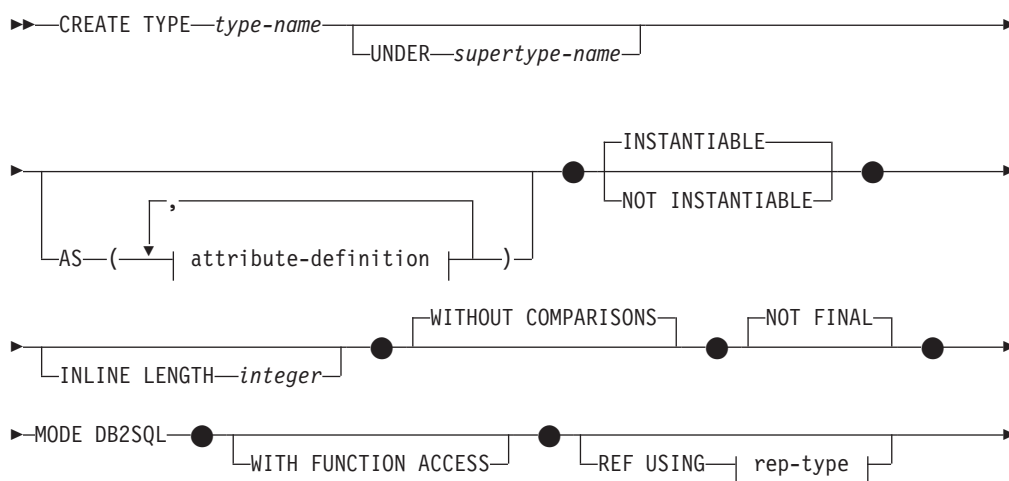 CREATE TYPE type-name
UNDER supertype-name
INSTANTIABLE
NOT INSTANTIABLE
,
AS ( attribute-definition )
WITHOUT COMPARISONS NOT FINAL
INLINE LENGTH integer
MODE DB2SQL
WITH FUNCTION ACCESS REF USING rep-type